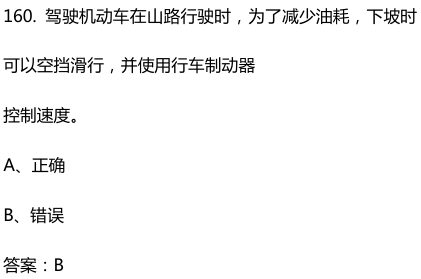 160. 驾驶机动车在山路行驶时，为了减少油耗，下坡时
可以空挡滑行，并使用行车制动器
控制速度。
A、正确
B、错误
答案：B